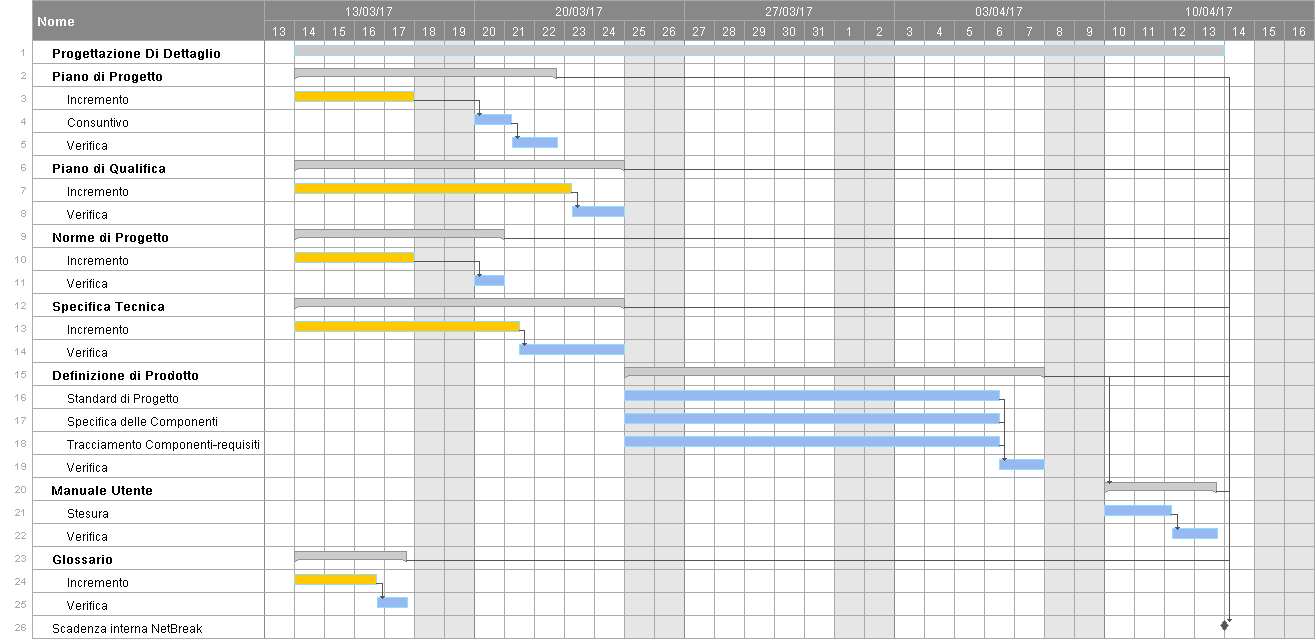 Nome
13/03/17 20/03/17 27/03/17 03/04/17 10/04/17
13 14 15 16 17 18 19 20 21 22 23 24 25 26 27 28 29 30 31 1 2 3 4 5 6 7 8 9 10 11 12 13 14 15 16
1 Progettazione Di Dettaglio
2 Piano di Progetto
3 Incremento
4 Consuntivo
5 Verifica
6 Piano di Qualifica
7 Incremento
8 Verifica
9 Norme di Progetto
10 Incremento
11 Verifica
12 Specifica Tecnica
13 Incremento
14 Verifica
15 Definizione di Prodotto
16 Standard di Progetto
17 Specifica delle Componenti
18 Tracciamento Componenti-requisiti
19 Verifica
20 Manuale Utente
21 Stesura
22 Verifica
23 Glossario
24 Incremento
25 Verifica
26 Scadenza interna NetBreak